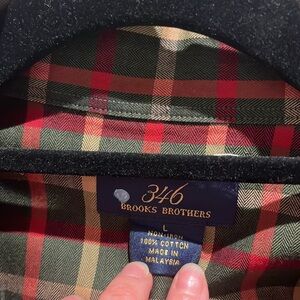 346
BROOKS BROTHERS
L
NON-IRON
100% COTTON
MADE IN
MALAYSIA